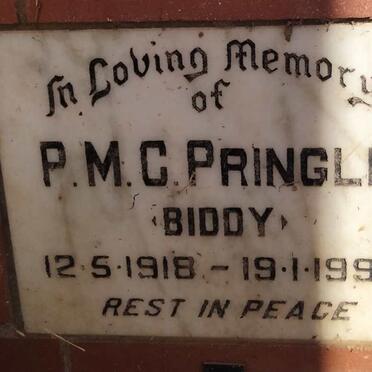 In Loving Memory
of
P.M.C. PRINGL
(BIDDY)
12·5·1918 - 19·1·199
REST IN PEACE